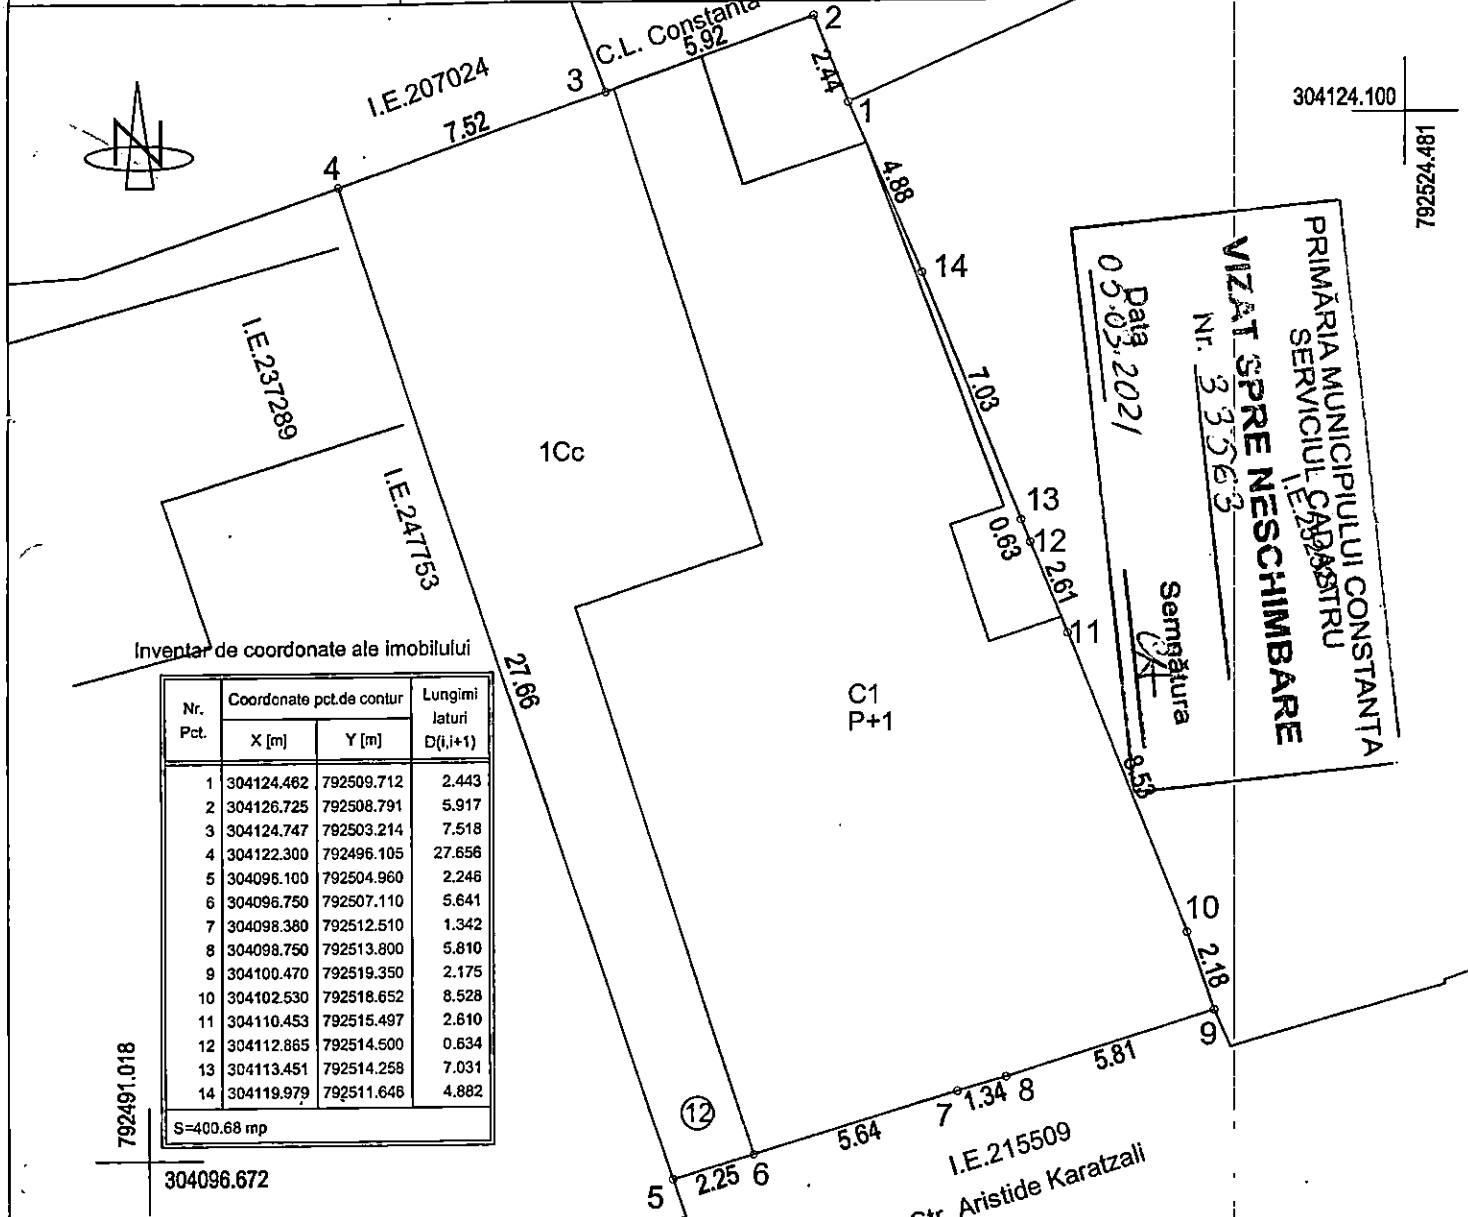 C.L. Constanta
5.92
2
2.44
1
I.E.207024
3
7.52
4
N
304124.100
792524.481
4.88
14
7.03
13
0.63
12
2.61
11
I.E.237289
I.E.247753
1Cc
27.66
C1
P+1
PRIMĂRIA MUNICIPIULUI CONSTANȚA
SERVICIUL CADASTRU
VIZAT SPRE NESCHIMBARE
Nr. 33563
Data
05.03.2021
Semnătura
8.53
10
2.18
9
5.81
8
1.34
7
5.64
6
2.25
5
12
I.E.215509
Str. Aristide Karatzali
Inventar de coordonate ale imobilului
Nr. Pct. Coordonate pct.de contur Lungimi laturi D(i,i+1)
X [m] Y [m]
1 304124.462 792509.712 2.443
2 304126.725 792508.791 5.917
3 304124.747 792503.214 7.518
4 304122.300 792496.105 27.656
5 304096.100 792504.960 2.246
6 304096.750 792507.110 5.641
7 304098.380 792512.510 1.342
8 304098.750 792513.800 5.810
9 304100.470 792519.350 2.175
10 304102.530 792518.652 8.528
11 304110.453 792515.497 2.610
12 304112.865 792514.500 0.634
13 304113.451 792514.258 7.031
14 304119.979 792511.646 4.882
S=400.68 mp
792491.018
304096.672